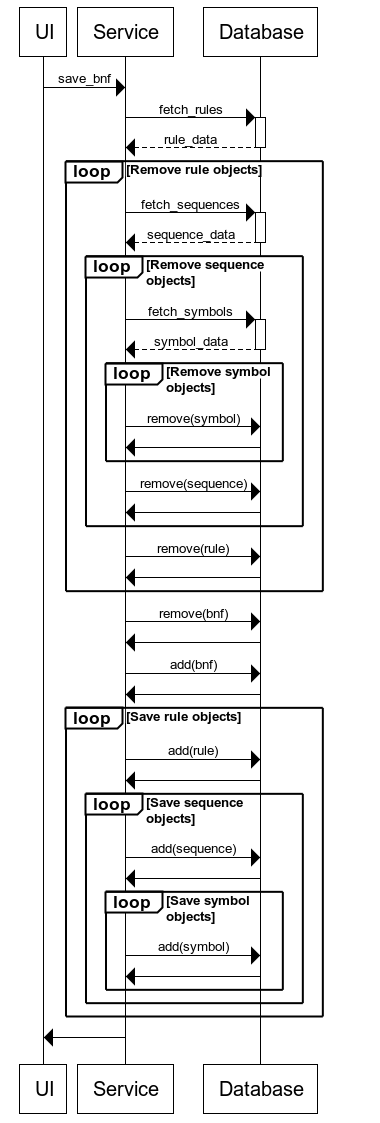 UI Service Database
save_bnf
fetch_rules
rule_data
loop [Remove rule objects]
fetch_sequences
sequence_data
loop [Remove sequence
objects]
fetch_symbols
symbol_data
loop [Remove symbol
objects]
remove(symbol)
remove(sequence)
remove(rule)
remove(bnf)
add(bnf)
loop [Save rule objects]
add(rule)
loop [Save sequence
objects]
add(sequence)
loop [Save symbol
objects]
add(symbol)
UI Service Database